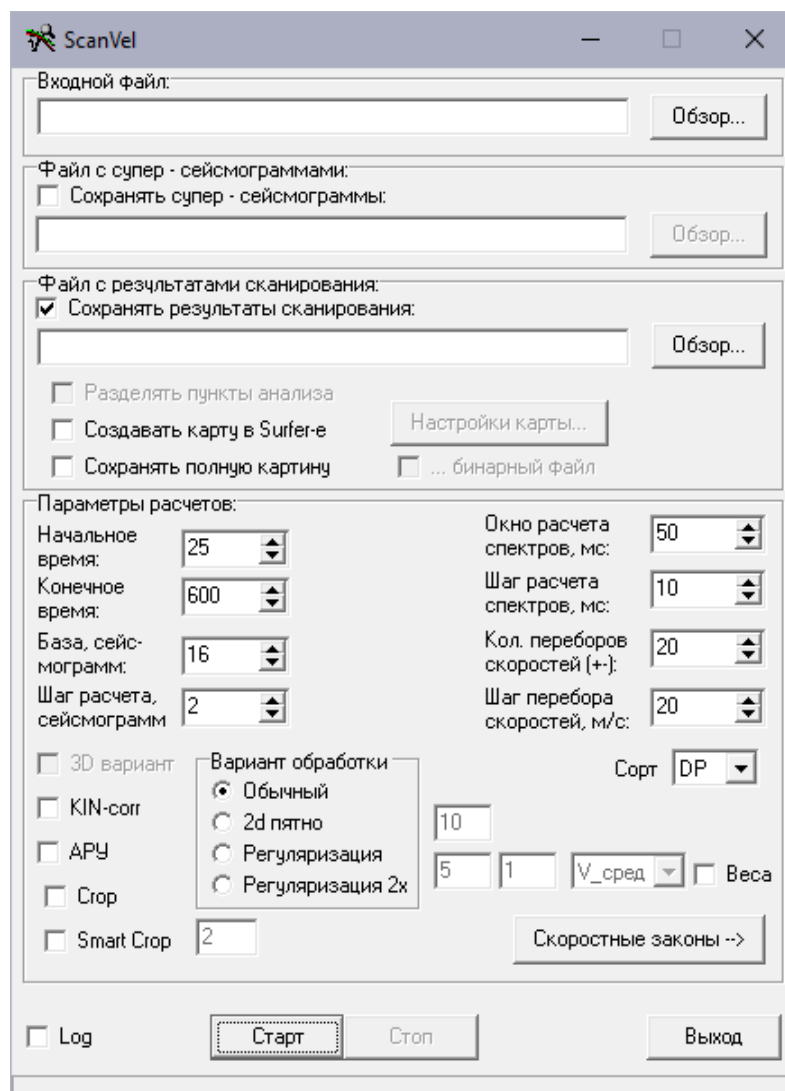 ScanVel
Входной файл:
Обзор...
Файл с супер - сейсмограммами:
Сохранять супер - сейсмограммы:
Обзор...
Файл с результатами сканирования:
Сохранять результаты сканирования:
Обзор...
Разделять пункты анализа
Создавать карту в Surfer-е
Настройки карты...
Сохранять полную картину
... бинарный файл
Параметры расчетов:
Начальное
время:
25
Окно расчета
спектров, мс:
50
Конечное
время:
600
Шаг расчета
спектров, мс:
10
База, сейс-
мограмм:
16
Кол. переборов
скоростей (+-):
20
Шаг расчета,
сейсмограмм
2
Шаг перебора
скоростей, м/с:
20
3D вариант
KIN-corr
АРУ
Crop
Smart Crop
2
Вариант обработки
Обычный
2d пятно
Регуляризация
Регуляризация 2x
Сорт DP
10
5 1 V_сред Веса
Скоростные законы -->
Log
Старт
Стоп
Выход